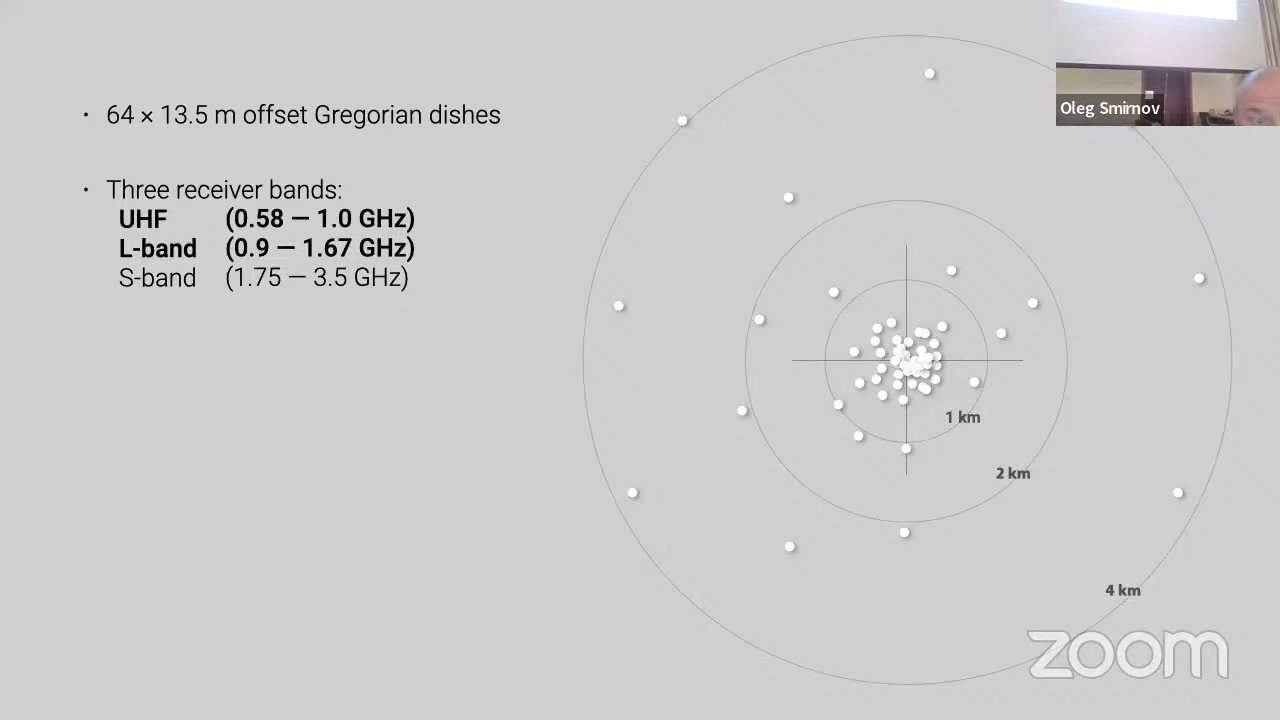 · 64 × 13.5 m offset Gregorian dishes
· Three receiver bands:
UHF (0.58 — 1.0 GHz)
L-band (0.9 — 1.67 GHz)
S-band (1.75 — 3.5 GHz)
Oleg Smirnov
1 km
2 km
4 km
zoom